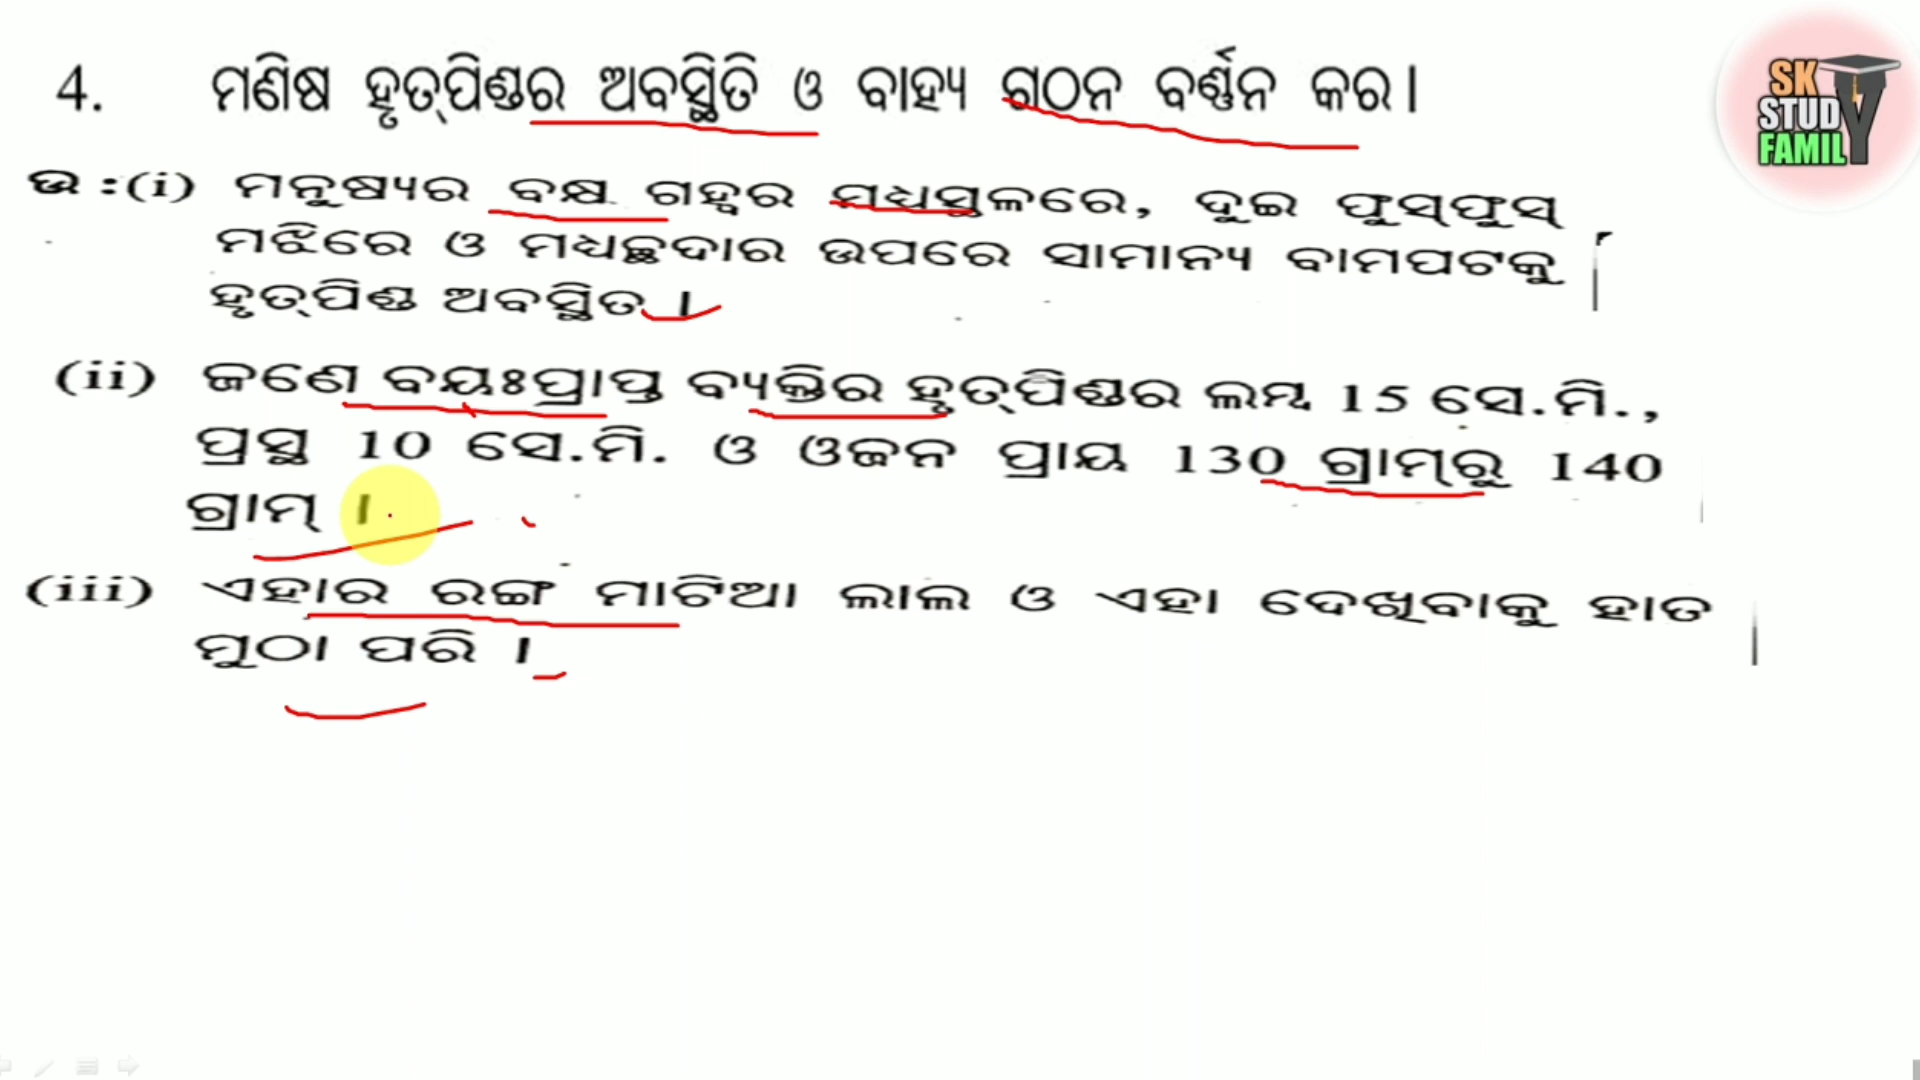 4. ମଣିଷ ହୃତ୍‌ପିଣ୍ଡର ଅବସ୍ଥିତି ଓ ବାହ୍ୟ ଗଠନ ବର୍ଣ୍ଣନ କର।
SK
STUDY
FAMILY
ଉ : (i) ମନୁଷ୍ୟର ବକ୍ଷ ଗହ୍ବର ମଧ୍ୟସ୍ଥଳରେ, ଦୁଇ ଫୁସ୍‌ଫୁସ୍
ମଝିରେ ଓ ମଧ୍ୟଚ୍ଛଦାର ଉପରେ ସାମାନ୍ୟ ବାମପଟକୁ
ହୃତ୍‌ପିଣ୍ଡ ଅବସ୍ଥିତ ।
(ii) ଜଣେ ବୟଃପ୍ରାପ୍ତ ବ୍ୟକ୍ତିର ହୃତ୍‌ପିଣ୍ଡର ଲମ୍ବ 15 ସେ.ମି.,
ପ୍ରସ୍ଥ 10 ସେ.ମି. ଓ ଓଜନ ପ୍ରାୟ 130 ଗ୍ରାମ୍‌ରୁ 140
ଗ୍ରାମ୍ ।
(iii) ଏହାର ରଙ୍ଗ ମାଟିଆ ଲାଲ ଓ ଏହା ଦେଖିବାକୁ ହାତ
ମୁଠା ପରି ।